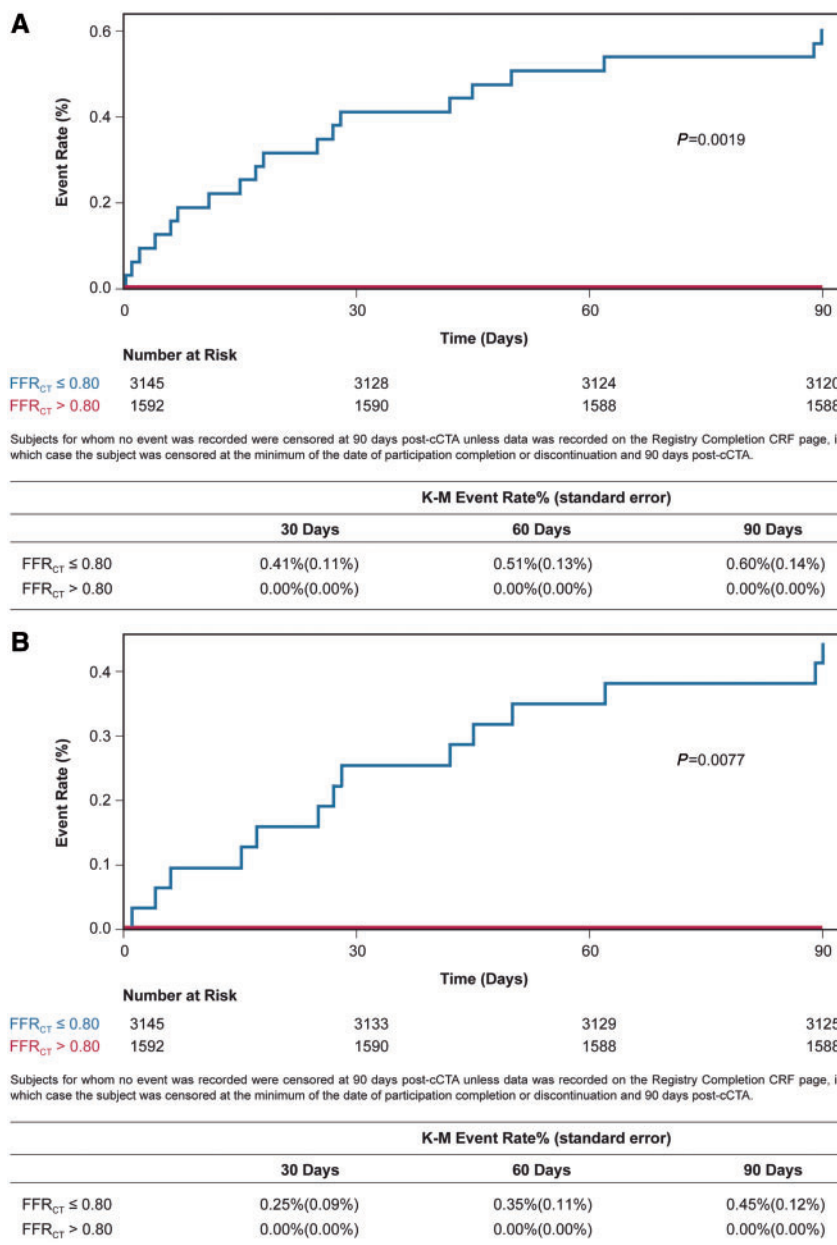 A
0.6
0.4
0.2
0.0
Event Rate (%)
P=0.0019
0 30 60 90
Time (Days)
Number at Risk
FFRCT ≤ 0.80 3145 3128 3124 3120
FFRCT > 0.80 1592 1590 1588 1588
Subjects for whom no event was recorded were censored at 90 days post-cCTA unless data was recorded on the Registry Completion CRF page, i
which case the subject was censored at the minimum of the date of participation completion or discontinuation and 90 days post-cCTA.
K-M Event Rate% (standard error)
30 Days 60 Days 90 Days
FFRCT ≤ 0.80 0.41%(0.11%) 0.51%(0.13%) 0.60%(0.14%)
FFRCT > 0.80 0.00%(0.00%) 0.00%(0.00%) 0.00%(0.00%)
B
0.4
0.3
0.2
0.1
0.0
Event Rate (%)
P=0.0077
0 30 60 90
Time (Days)
Number at Risk
FFRCT ≤ 0.80 3145 3133 3129 3125
FFRCT > 0.80 1592 1590 1588 1588
Subjects for whom no event was recorded were censored at 90 days post-cCTA unless data was recorded on the Registry Completion CRF page, i
which case the subject was censored at the minimum of the date of participation completion or discontinuation and 90 days post-cCTA.
K-M Event Rate% (standard error)
30 Days 60 Days 90 Days
FFRCT ≤ 0.80 0.25%(0.09%) 0.35%(0.11%) 0.45%(0.12%)
FFRCT > 0.80 0.00%(0.00%) 0.00%(0.00%) 0.00%(0.00%)